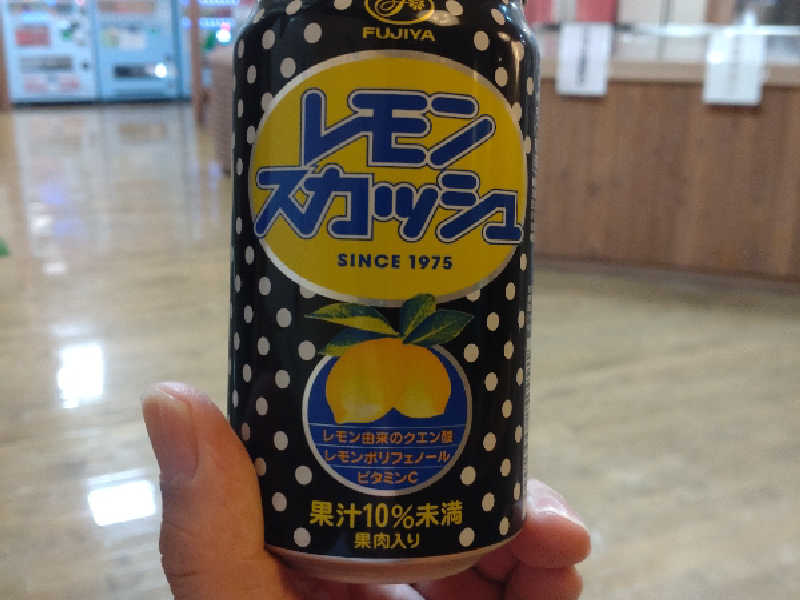 FUJIYA
レモン
スカッシュ
SINCE 1975
レモン由来のクエン酸
レモンポリフェノール
ビタミンC
果汁10%未満
果肉入り